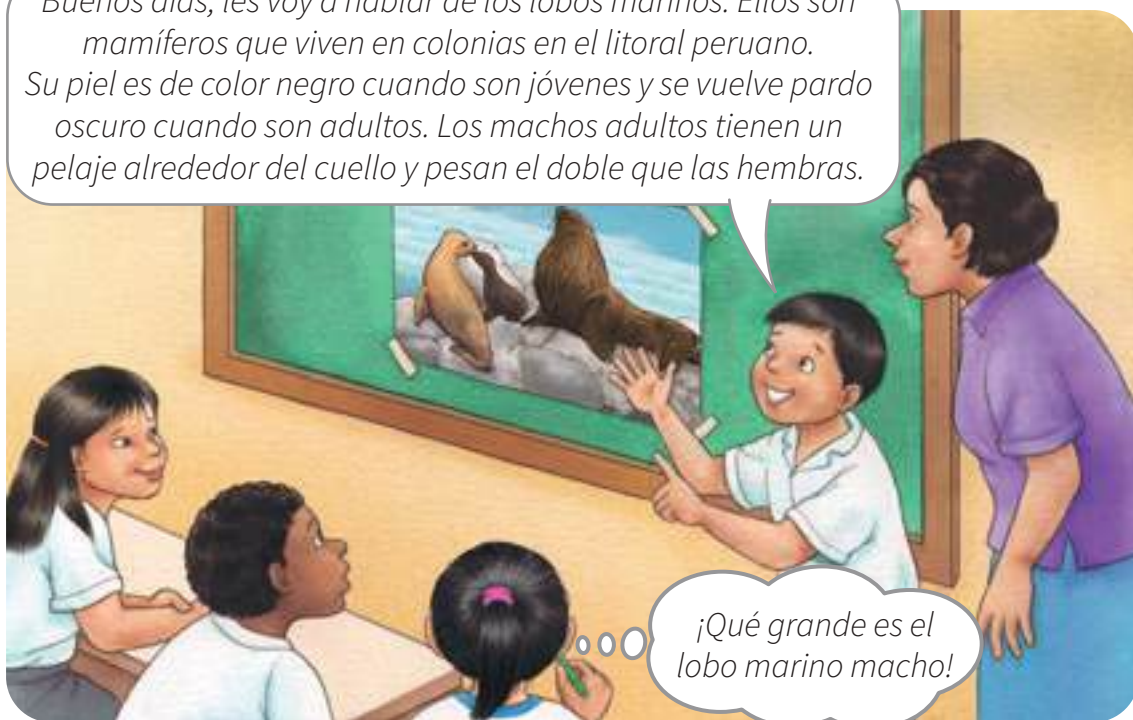 Buenos días, les voy a hablar de los lobos marinos. Ellos son
mamíferos que viven en colonias en el litoral peruano.
Su piel es de color negro cuando son jóvenes y se vuelve pardo
oscuro cuando son adultos. Los machos adultos tienen un
pelaje alrededor del cuello y pesan el doble que las hembras.
¡Qué grande es el
lobo marino macho!